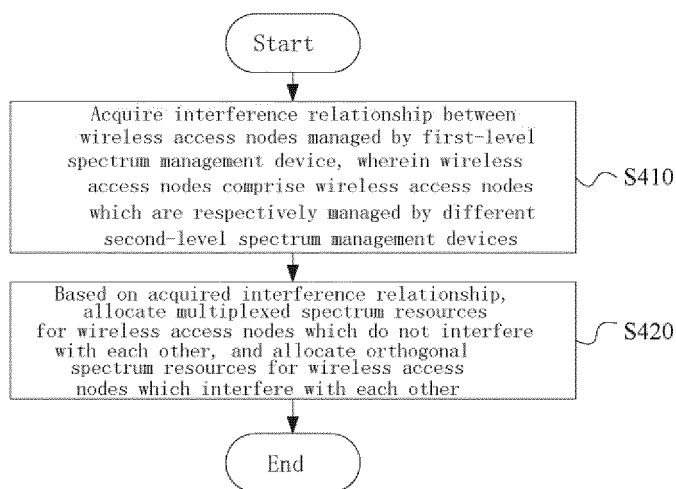 Start
Acquire interference relationship between
wireless access nodes managed by first-level
spectrum management device, wherein wireless
access nodes comprise wireless access nodes
which are respectively managed by different
second-level spectrum management devices
S410
Based on acquired interference relationship,
allocate multiplexed spectrum resources
for wireless access nodes which do not interfere
with each other, and allocate orthogonal
spectrum resources for wireless access
nodes which interfere with each other
S420
End